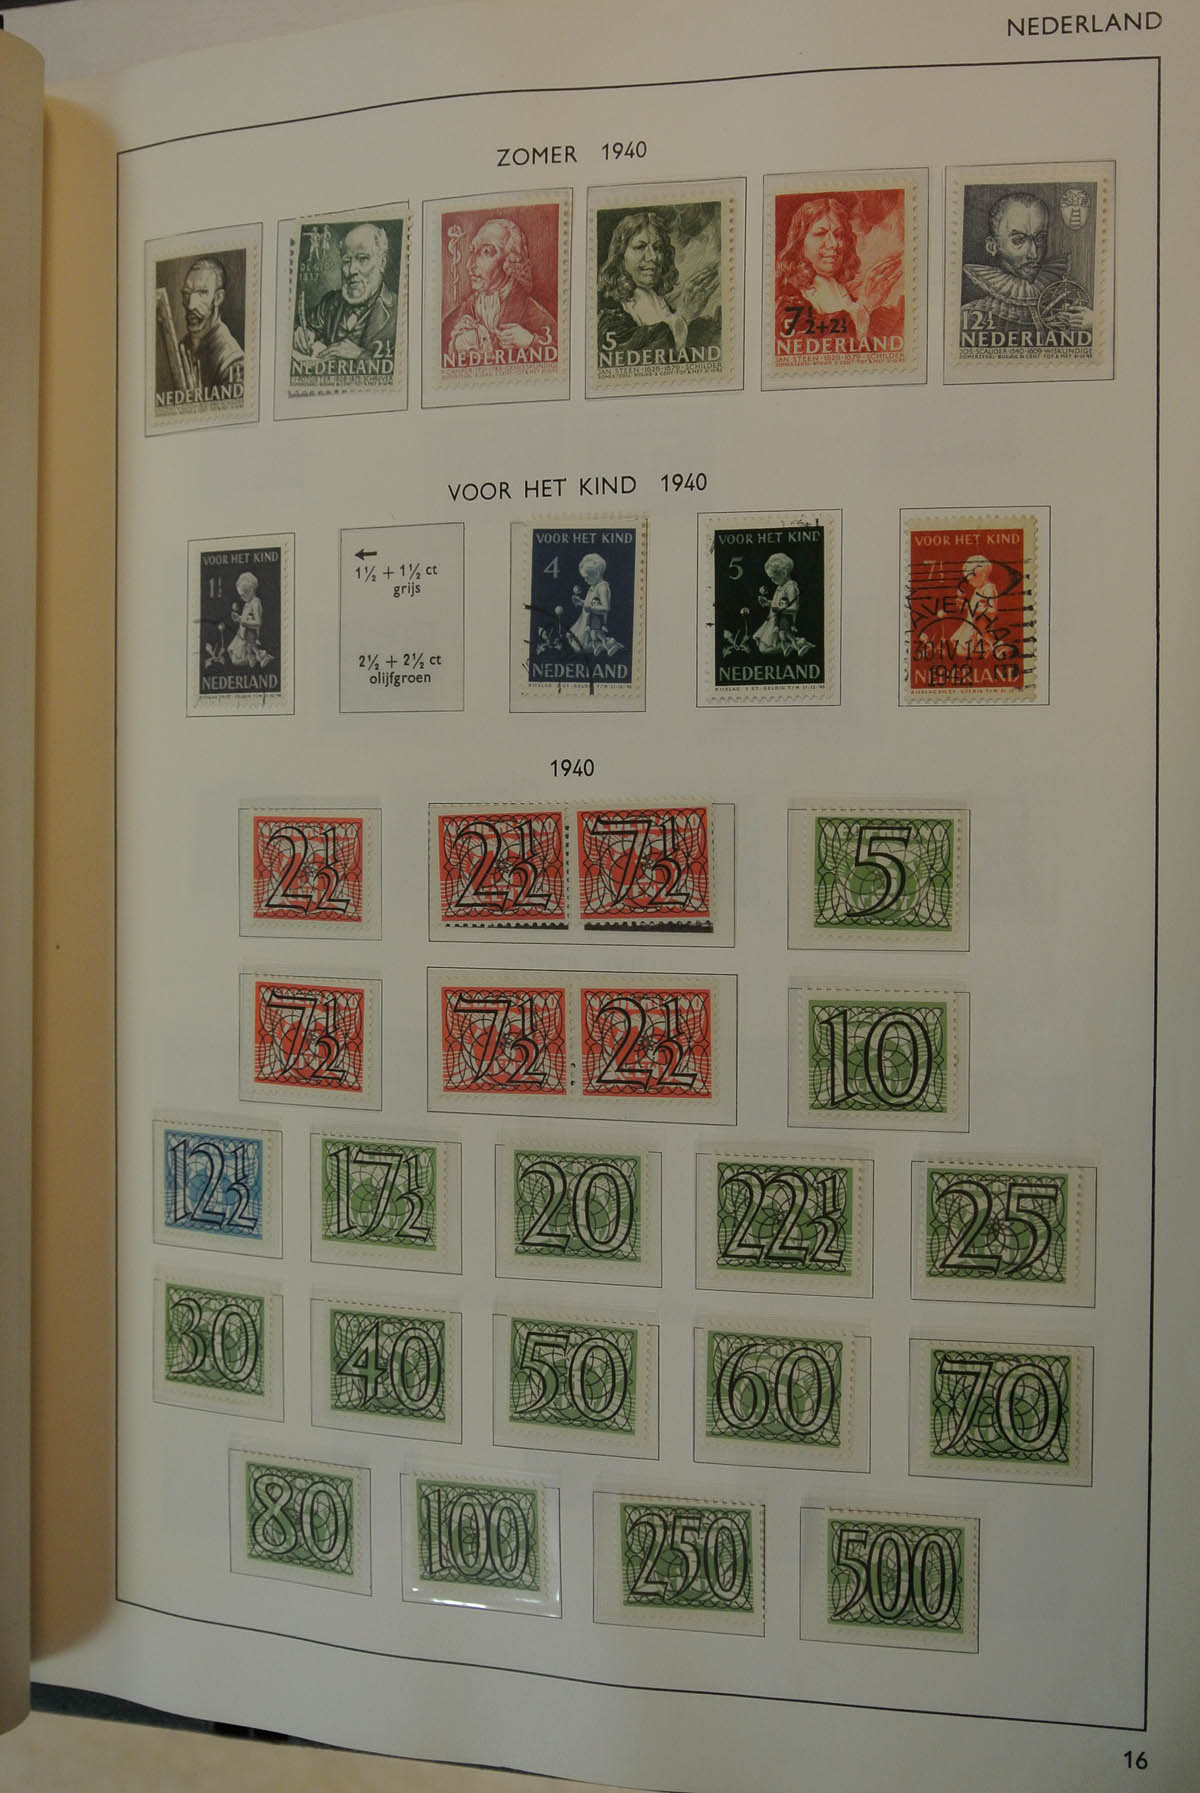 NEDERLAND
ZOMER 1940
1½
NEDERLAND
2½
NEDERLAND
3
NEDERLAND
5
NEDERLAND
JAN STEEN·1626-1679·SCHILDER
7½+2½
NEDERLAND
JAN STEEN·1626-1679·SCHILDER
12½
NEDERLAND
JOS·SCALIGER·1540-1609·WISKUNDIGE
VOOR HET KIND 1940
VOOR HET KIND
1½
NEDERLAND
←
1½ + 1½ ct
grijs
2½ + 2½ ct
olijfgroen
VOOR HET KIND
4
NEDERLAND
VOOR HET KIND
5
NEDERLAND
VOOR HET KIND
7½
NEDERLAND
1940
2½
2½ 7½
5
7½
7½ 2½
10
12½
17½
20
22½
25
30
40
50
60
70
80
100
250
500
16